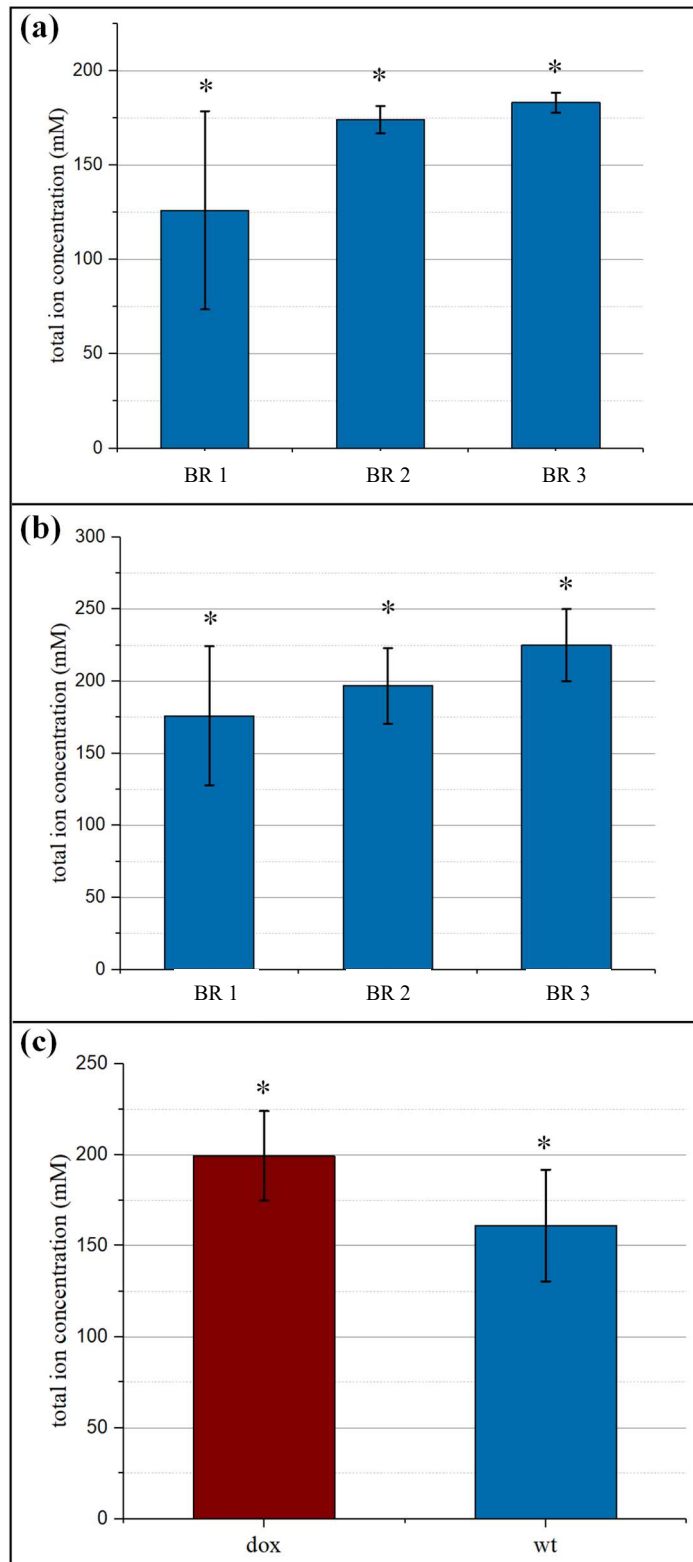 (a)
total ion concentration (mM)
200
150
100
50
0
*
*
*
BR 1
BR 2
BR 3
(b)
total ion concentration (mM)
300
250
200
150
100
50
0
*
*
*
BR 1
BR 2
BR 3
(c)
total ion concentration (mM)
250
200
150
100
50
0
*
*
dox
wt